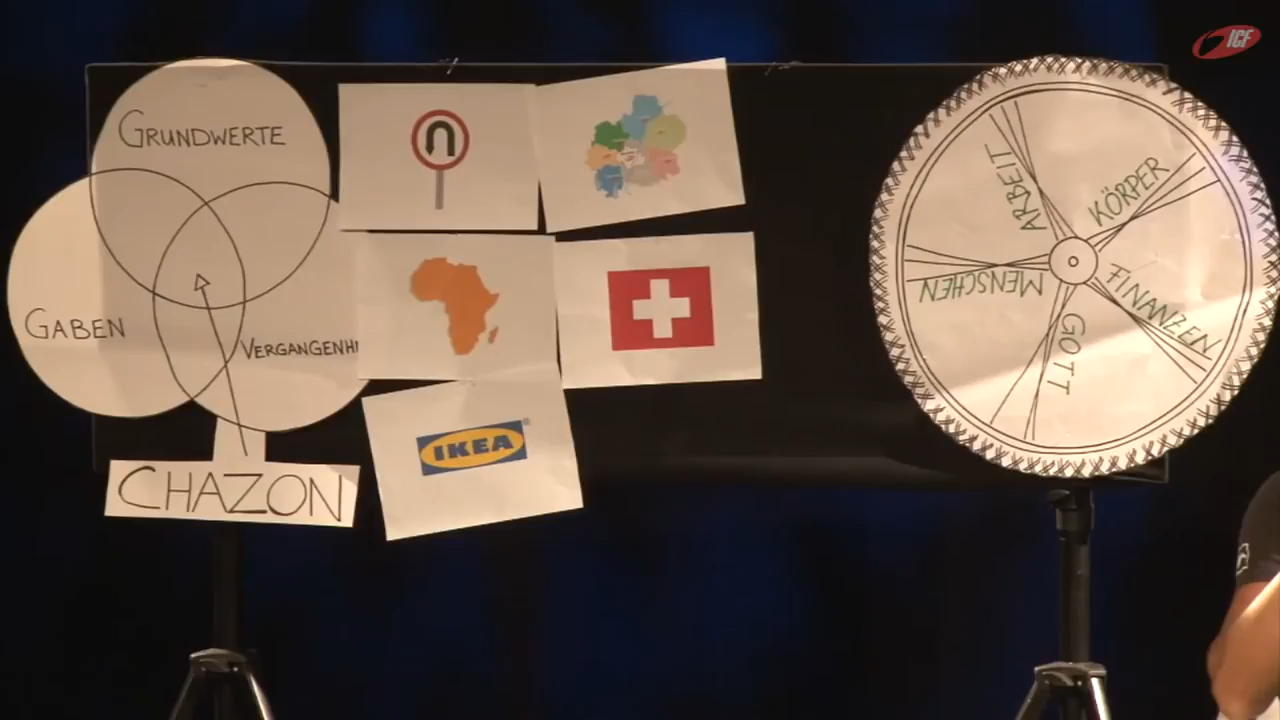 GRUNDWERTE
GABEN
VERGANGENH
CHAZON
IKEA
ARBEIT
KÖRPER
MENSCHEN
FINANZEN
GOTT
ICF